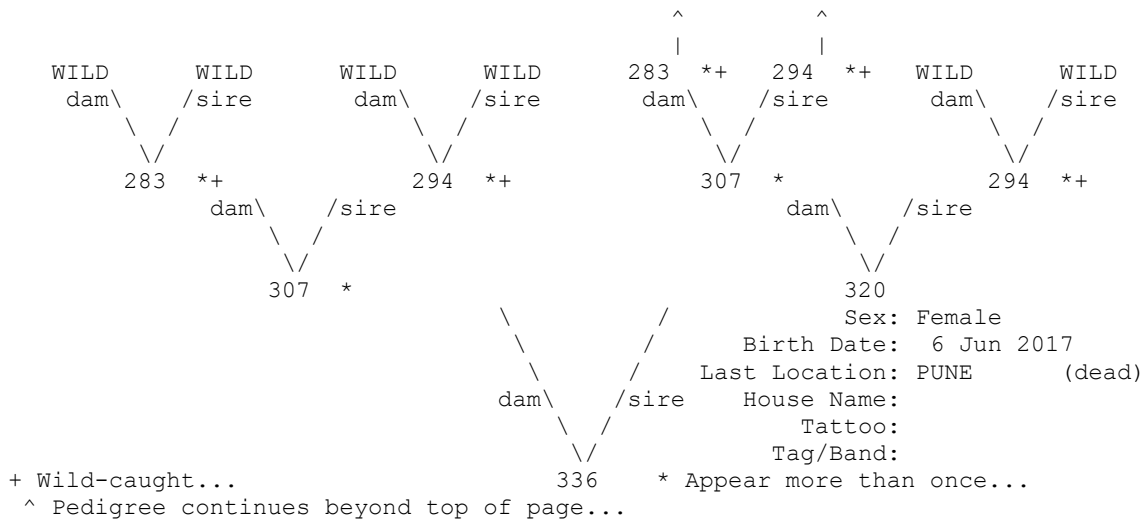 ^ ^
| |
WILD WILD WILD WILD 283 *+ 294 *+ WILD WILD
dam\ /sire dam\ /sire dam\ /sire dam\ /sire
\ / \ / \ / \ /
\/ \/ \/ \/
283 *+ 294 *+ 307 * 294 *+
dam\ /sire dam\ /sire
\ / \ /
\/ \/
307 * 320
\ / Sex: Female
\ / Birth Date: 6 Jun 2017
\ / Last Location: PUNE (dead)
dam\ /sire House Name:
\ / Tattoo:
\/ Tag/Band:
+ Wild-caught... 336 * Appear more than once...
^ Pedigree continues beyond top of page...